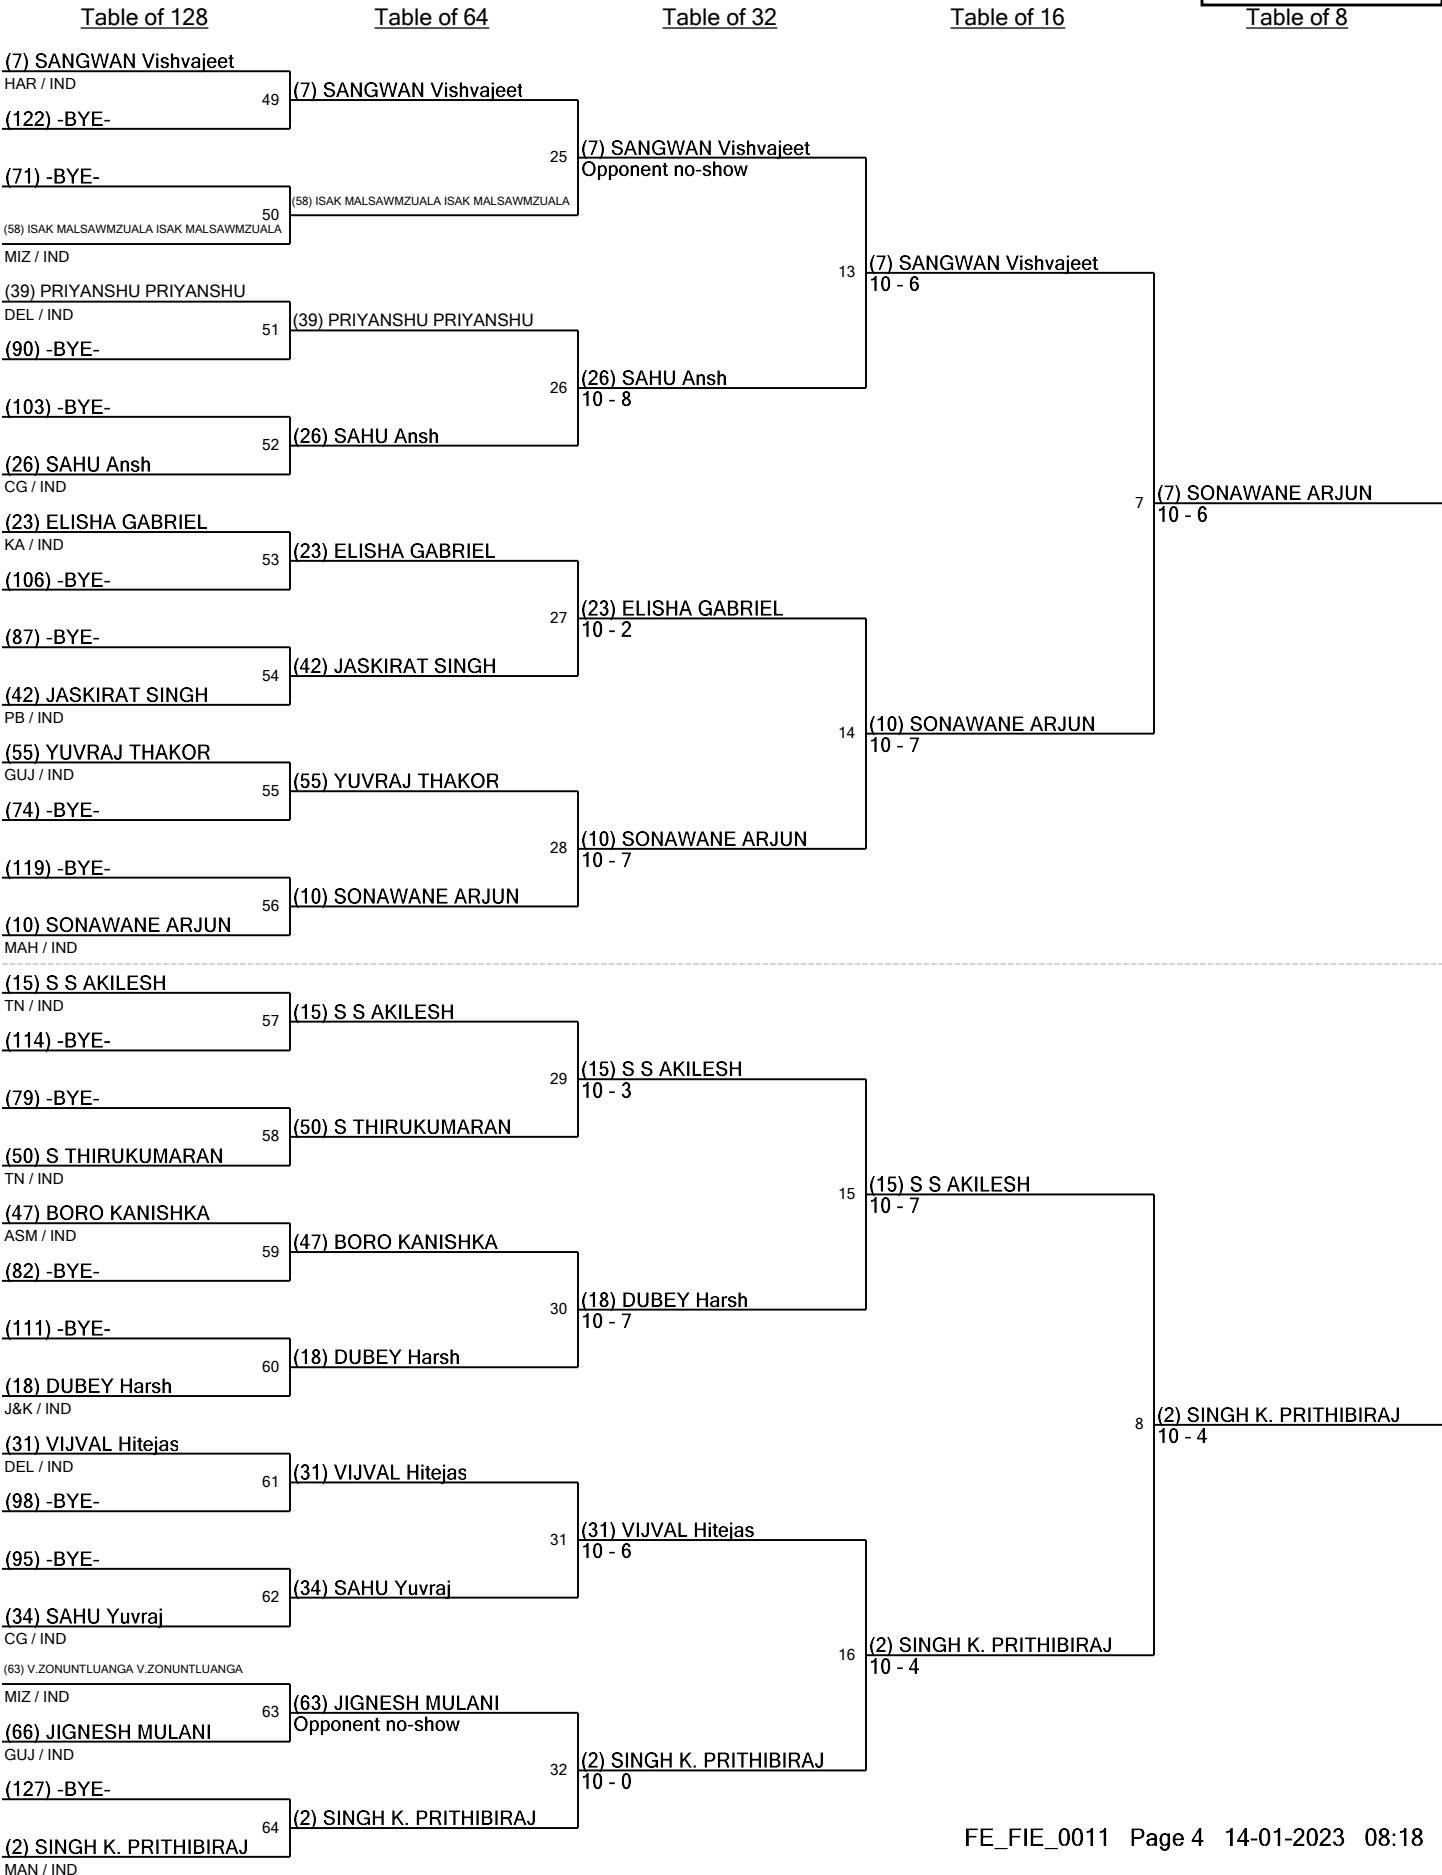 Table of 128 Table of 64 Table of 32 Table of 16 Table of 8
(7) SANGWAN Vishvajeet
HAR / IND
49
(122) -BYE-
(71) -BYE-
50
(58) ISAK MALSAWMZUALA ISAK MALSAWMZUALA
MIZ / IND
(39) PRIYANSHU PRIYANSHU
DEL / IND
51
(90) -BYE-
(103) -BYE-
52
(26) SAHU Ansh
CG / IND
(23) ELISHA GABRIEL
KA / IND
53
(106) -BYE-
(87) -BYE-
54
(42) JASKIRAT SINGH
PB / IND
(55) YUVRAJ THAKOR
GUJ / IND
55
(74) -BYE-
(119) -BYE-
56
(10) SONAWANE ARJUN
MAH / IND
(15) S S AKILESH
TN / IND
57
(114) -BYE-
(79) -BYE-
58
(50) S THIRUKUMARAN
TN / IND
(47) BORO KANISHKA
ASM / IND
59
(82) -BYE-
(111) -BYE-
60
(18) DUBEY Harsh
J&K / IND
(31) VIJVAL Hitejas
DEL / IND
61
(98) -BYE-
(95) -BYE-
62
(34) SAHU Yuvraj
CG / IND
(63) V.ZONUNTLUANGA V.ZONUNTLUANGA
MIZ / IND
63
(66) JIGNESH MULANI
GUJ / IND
(127) -BYE-
64
(2) SINGH K. PRITHIBIRAJ
MAN / IND
(7) SANGWAN Vishvajeet
25
(58) ISAK MALSAWMZUALA ISAK MALSAWMZUALA
(39) PRIYANSHU PRIYANSHU
26
(26) SAHU Ansh
(23) ELISHA GABRIEL
27
(42) JASKIRAT SINGH
(55) YUVRAJ THAKOR
28
(10) SONAWANE ARJUN
(15) S S AKILESH
29
(50) S THIRUKUMARAN
(47) BORO KANISHKA
30
(18) DUBEY Harsh
(31) VIJVAL Hitejas
31
(34) SAHU Yuvraj
(63) JIGNESH MULANI
Opponent no-show
32
(2) SINGH K. PRITHIBIRAJ
(7) SANGWAN Vishvajeet
Opponent no-show
13
(26) SAHU Ansh
10 - 8
(23) ELISHA GABRIEL
10 - 2
14
(10) SONAWANE ARJUN
10 - 7
(15) S S AKILESH
10 - 3
15
(18) DUBEY Harsh
10 - 7
(31) VIJVAL Hitejas
10 - 6
16
(2) SINGH K. PRITHIBIRAJ
10 - 0
(7) SANGWAN Vishvajeet
10 - 6
7
(10) SONAWANE ARJUN
10 - 7
(15) S S AKILESH
10 - 7
8
(2) SINGH K. PRITHIBIRAJ
10 - 4
(7) SONAWANE ARJUN
10 - 6
(2) SINGH K. PRITHIBIRAJ
10 - 4
FE_FIE_0011 Page 4 14-01-2023 08:18